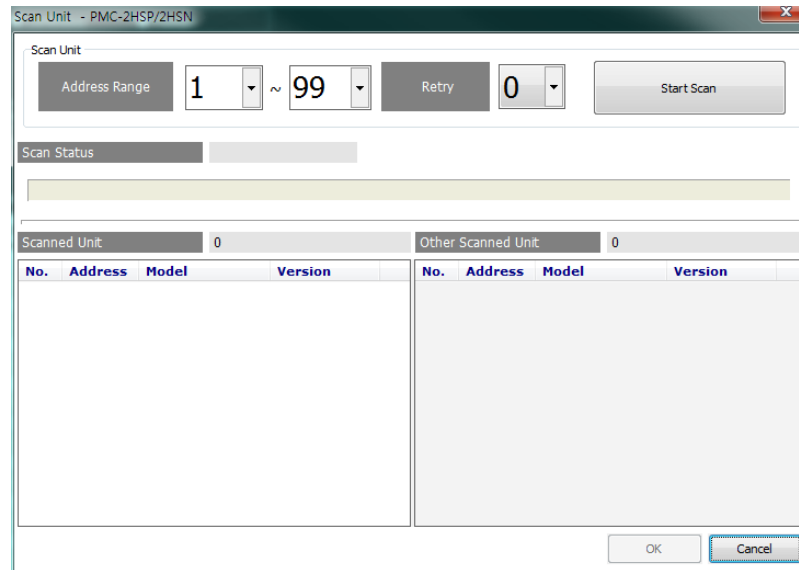 Scan Unit - PMC-2HSP/2HSN
Scan Unit
Address Range 1 ~ 99 Retry 0 Start Scan
Scan Status
Scanned Unit 0 Other Scanned Unit 0
No. Address Model Version No. Address Model Version
OK Cancel